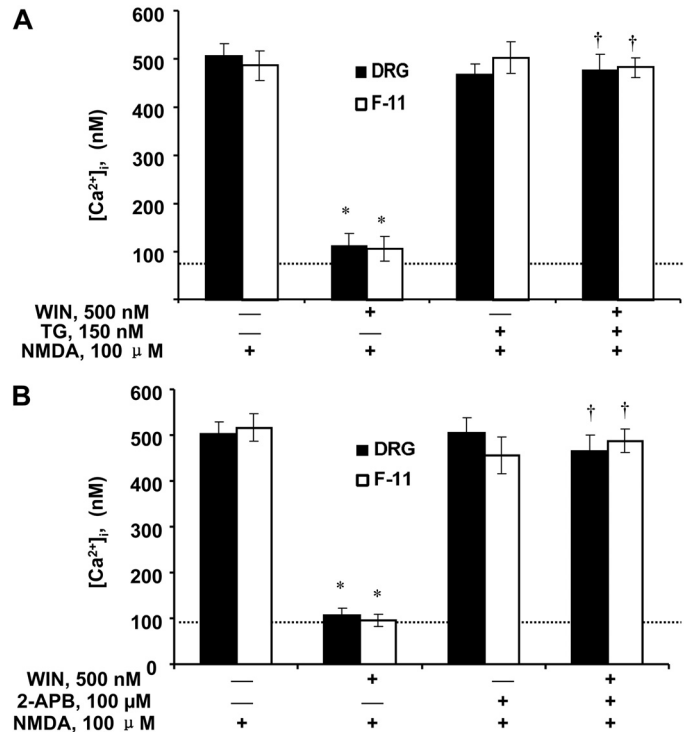 A
600
500
400
300
200
100
[Ca²⁺]ᵢ, (nM)
DRG
F-11
* *
† †
WIN, 500 nM — + — +
TG, 150 nM — — + +
NMDA, 100 μ M + + + +
B
600
500
400
300
200
100
0
[Ca²⁺]ᵢ, (nM)
DRG
F-11
* *
† †
WIN, 500 nM — + — +
2-APB, 100 µM — — + +
NMDA, 100 μ M + + + +